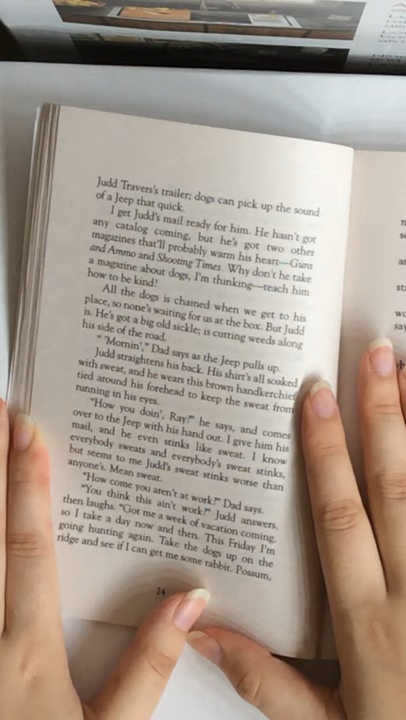 Judd Travers's trailer; dogs can pick up the sound
of a Jeep that quick.
I get Judd's mail ready for him. He hasn't got
any catalog coming, but he's got two other
magazines that'll probably warm his heart—Guns
and Ammo and Shooting Times. Why don't he take
a magazine about dogs, I'm thinking—teach him
how to be kind?
All the dogs is chained when we get to his
place, so none's waiting for us at the box. But Judd
is. He's got a big old sickle; is cutting weeds along
his side of the road.
"'Mornin'," Dad says as the Jeep pulls up.
Judd straightens his back. His shirt's all soaked
with sweat, and he wears this brown handkerchief
tied around his forehead to keep the sweat from
running in his eyes.
"How you doin', Ray?" he says, and comes
over to the Jeep with his hand out. I give him his
mail, and he even stinks like sweat. I know
everybody sweats and everybody's sweat stinks,
but seems to me Judd's sweat stinks worse than
anyone's. Mean sweat.
"How come you aren't at work?" Dad says.
"You think this ain't work?" Judd answers,
then laughs. "Got me a week of vacation coming,
so I take a day now and then. This Friday I'm
going hunting again. Take the dogs up on the
ridge and see if I can get me some rabbit. Possum,
24